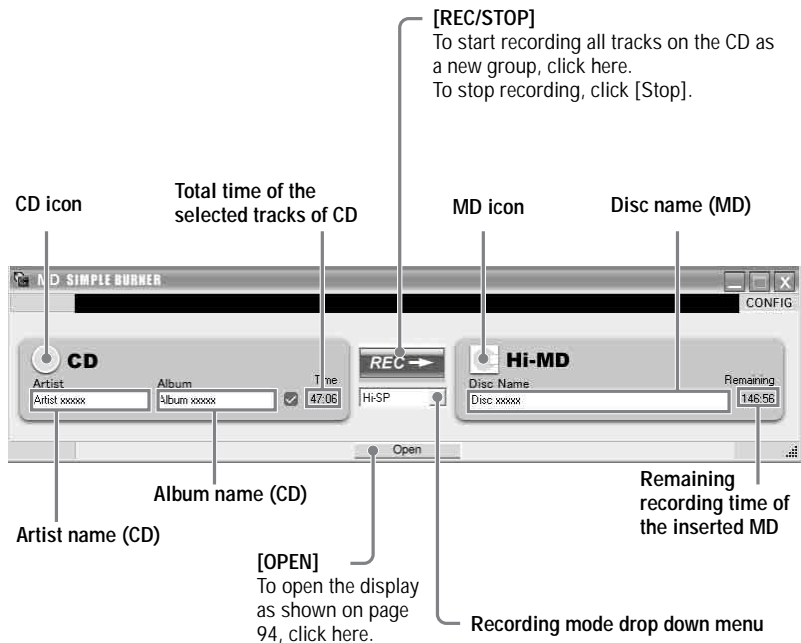 [REC/STOP]
To start recording all tracks on the CD as
a new group, click here.
To stop recording, click [Stop].
CD icon
Total time of the
selected tracks of CD
MD icon
Disc name (MD)
MD SIMPLE BURNER
CONFIG
CD
Artist
Album
Time
Artist xxxxx
Album xxxxx
47:06
REC
Hi-SP
Hi-MD
Disc Name
Remaining
Disc xxxxx
146:56
Open
Album name (CD)
Artist name (CD)
Remaining
recording time of
the inserted MD
[OPEN]
To open the display
as shown on page
94, click here.
Recording mode drop down menu